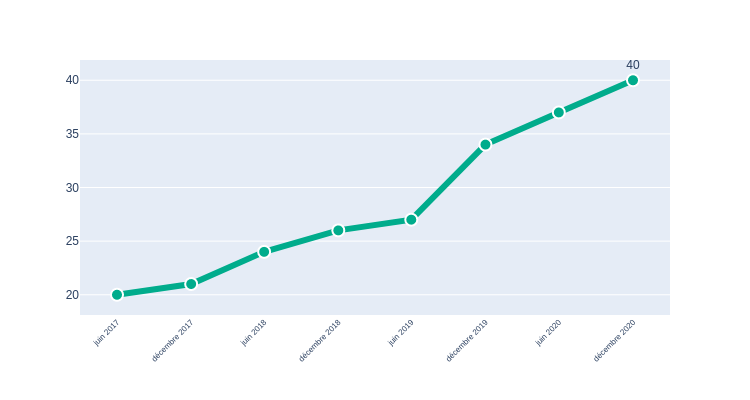 40
40
35
30
25
20
juin 2017
décembre 2017
juin 2018
décembre 2018
juin 2019
décembre 2019
juin 2020
décembre 2020